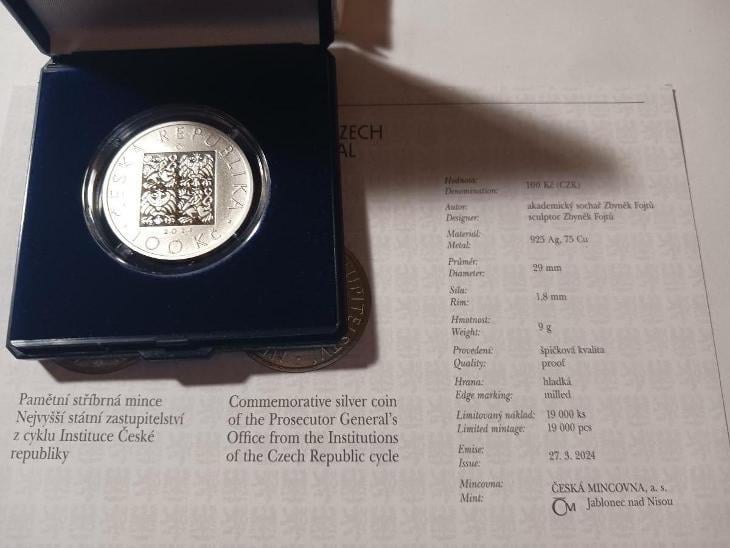 ČESKÁ REPUBLIKA
100 Kč
ZECH
AL
Hodnota: 100 Kč (CZK)
Denomination:
Autor: akademický sochař Zbyněk Fojtů
Designer: sculptor Zbyněk Fojtů
Materiál: 925 Ag, 75 Cu
Metal:
Průměr: 29 mm
Diameter:
Síla: 1,8 mm
Rim:
Hmotnost: 9 g
Weight:
Provedení: špičková kvalita
Quality: proof
Hrana: hladká
Edge marking: milled
Limitovaný náklad: 19 000 ks
Limited mintage: 19 000 pcs
Emise: 27. 3. 2024
Issue:
Mincovna: ČESKÁ MINCOVNA, a. s.
Mint: ČM Jablonec nad Nisou
Pamětní stříbrná mince
Nejvyšší státní zastupitelství
z cyklu Instituce České
republiky
Commemorative silver coin
of the Prosecutor General's
Office from the Institutions
of the Czech Republic cycle